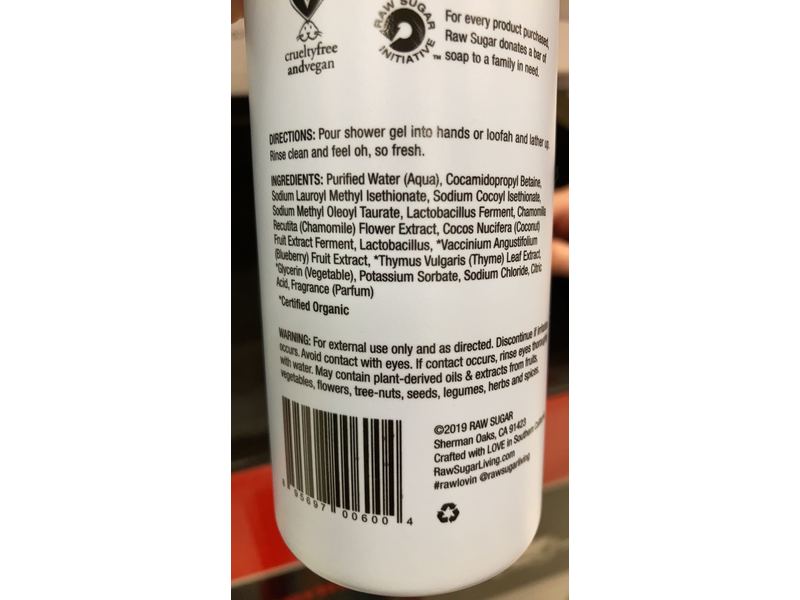 crueltyfree
andvegan
RAW SUGAR
INITIATIVE™
For every product purchased,
Raw Sugar donates a bar of
soap to a family in need.
DIRECTIONS: Pour shower gel into hands or loofah and lather up.
Rinse clean and feel oh, so fresh.
INGREDIENTS: Purified Water (Aqua), Cocamidopropyl Betaine,
Sodium Lauroyl Methyl Isethionate, Sodium Cocoyl Isethionate,
Sodium Methyl Oleoyl Taurate, Lactobacillus Ferment, Chamomilla
Recutita (Chamomile) Flower Extract, Cocos Nucifera (Coconut)
Fruit Extract Ferment, Lactobacillus, *Vaccinium Angustifolium
(Blueberry) Fruit Extract, *Thymus Vulgaris (Thyme) Leaf Extract,
*Glycerin (Vegetable), Potassium Sorbate, Sodium Chloride, Citric
Acid, Fragrance (Parfum)
*Certified Organic
WARNING: For external use only and as directed. Discontinue if
occurs. Avoid contact with eyes. If contact occurs, rinse eyes
with water. May contain plant-derived oils & extracts from fruits,
vegetables, flowers, tree-nuts, seeds, legumes, herbs and spices.
©2019 RAW SUGAR
Sherman Oaks, CA 91423
Crafted with LOVE in Southern
RawSugarLiving.com
#rawlovin @rawsugarliving
8 95697 00600 4